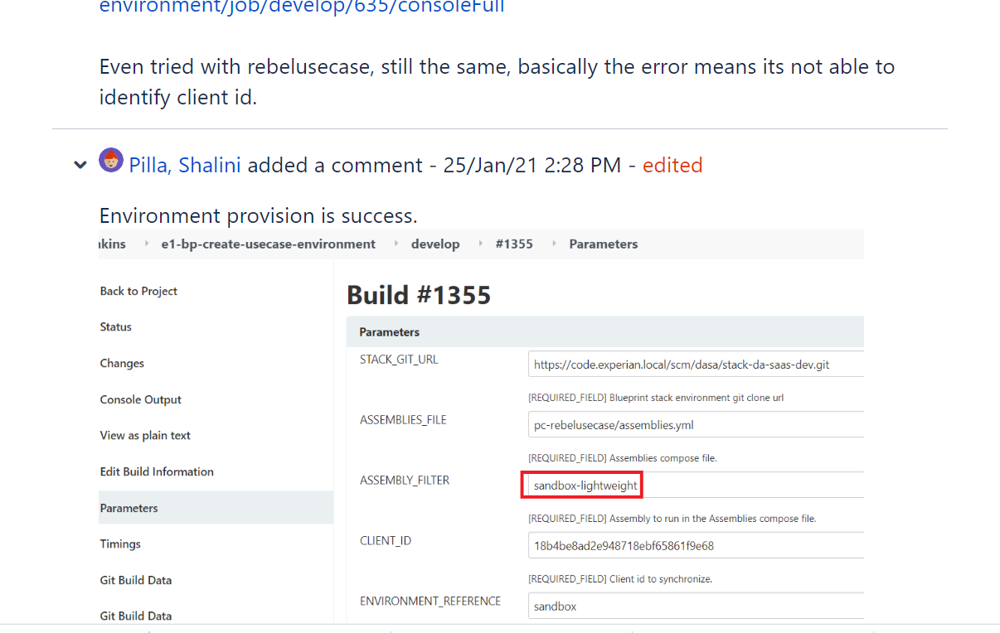 environment/job/develop/635/consoleFull
Even tried with rebelusecase, still the same, basically the error means its not able to
identify client id.
Pilla, Shalini added a comment - 25/Jan/21 2:28 PM - edited
Environment provision is success.
kins e1-bp-create-usecase-environment develop #1355 Parameters
Back to Project
Status
Changes
Console Output
View as plain text
Edit Build Information
Parameters
Timings
Git Build Data
Git Build Data
Build #1355
Parameters
STACK_GIT_URL
https://code.experian.local/scm/dasa/stack-da-saas-dev.git
[REQUIRED_FIELD] Blueprint stack environment git clone url
ASSEMBLIES_FILE
pc-rebelusecase/assemblies.yml
[REQUIRED_FIELD] Assemblies compose file.
ASSEMBLY_FILTER
sandbox-lightweight
[REQUIRED_FIELD] Assembly to run in the Assemblies compose file.
CLIENT_ID
18b4be8ad2e948718ebf65861f9e68
[REQUIRED_FIELD] Client id to synchronize.
ENVIRONMENT_REFERENCE
sandbox